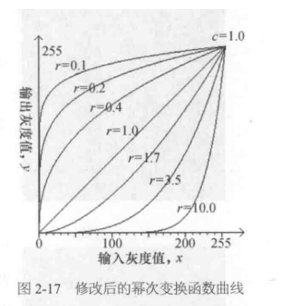 c=1.0
255
r=0.1
r=0.2
r=0.4
r=1.0
r=1.7
r=3.5
r=10.0
输出灰度值, y
0
100
200
255
输入灰度值, x
图 2-17 修改后的幂次变换函数曲线